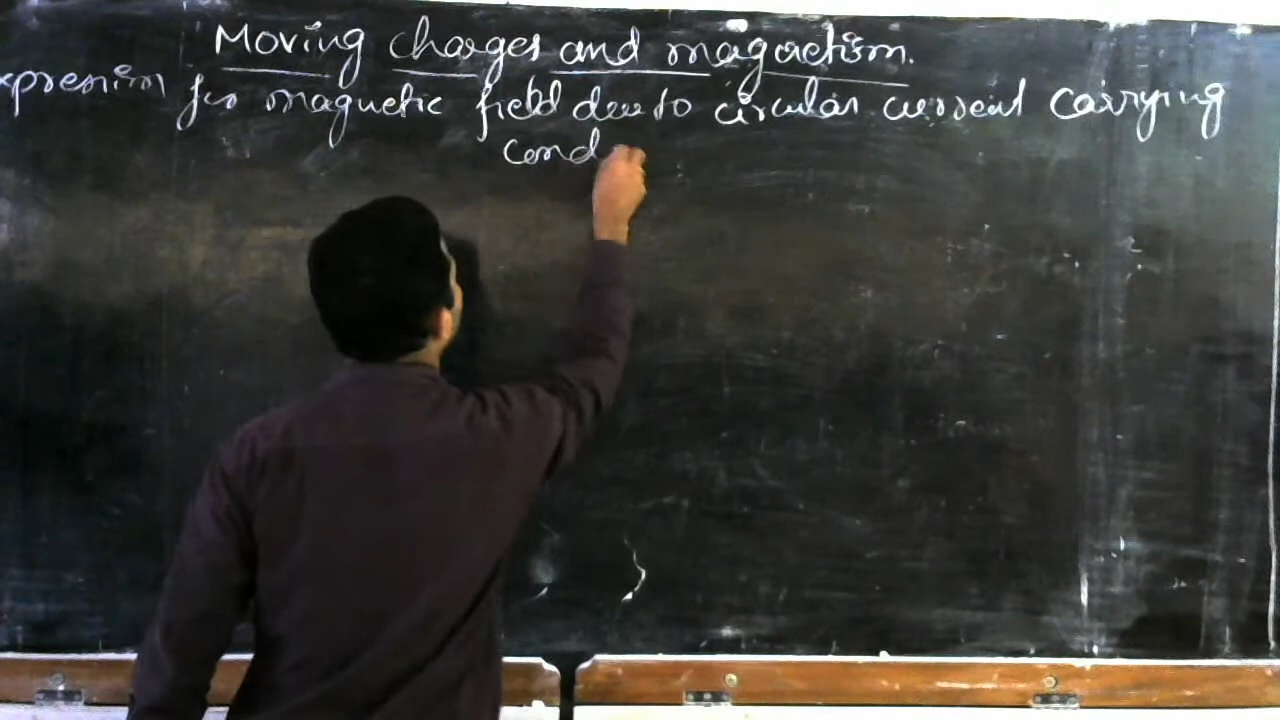 Moving charges and magnetism.
xpression for magnetic field due to circular current carrying
cond